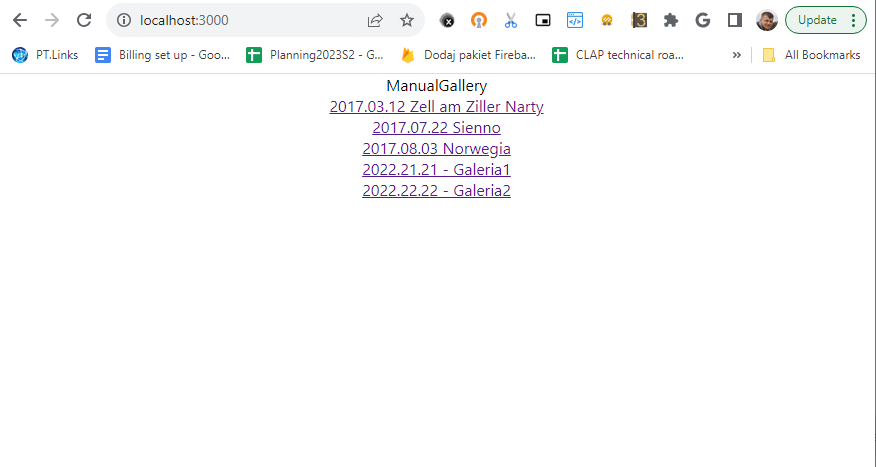 localhost:3000
Update
PT.Links
Billing set up - Goo...
Planning2023S2 - G...
Dodaj pakiet Fireba...
CLAP technical roa...
»
All Bookmarks
ManualGallery
2017.03.12 Zell am Ziller Narty
2017.07.22 Sienno
2017.08.03 Norwegia
2022.21.21 - Galeria1
2022.22.22 - Galeria2